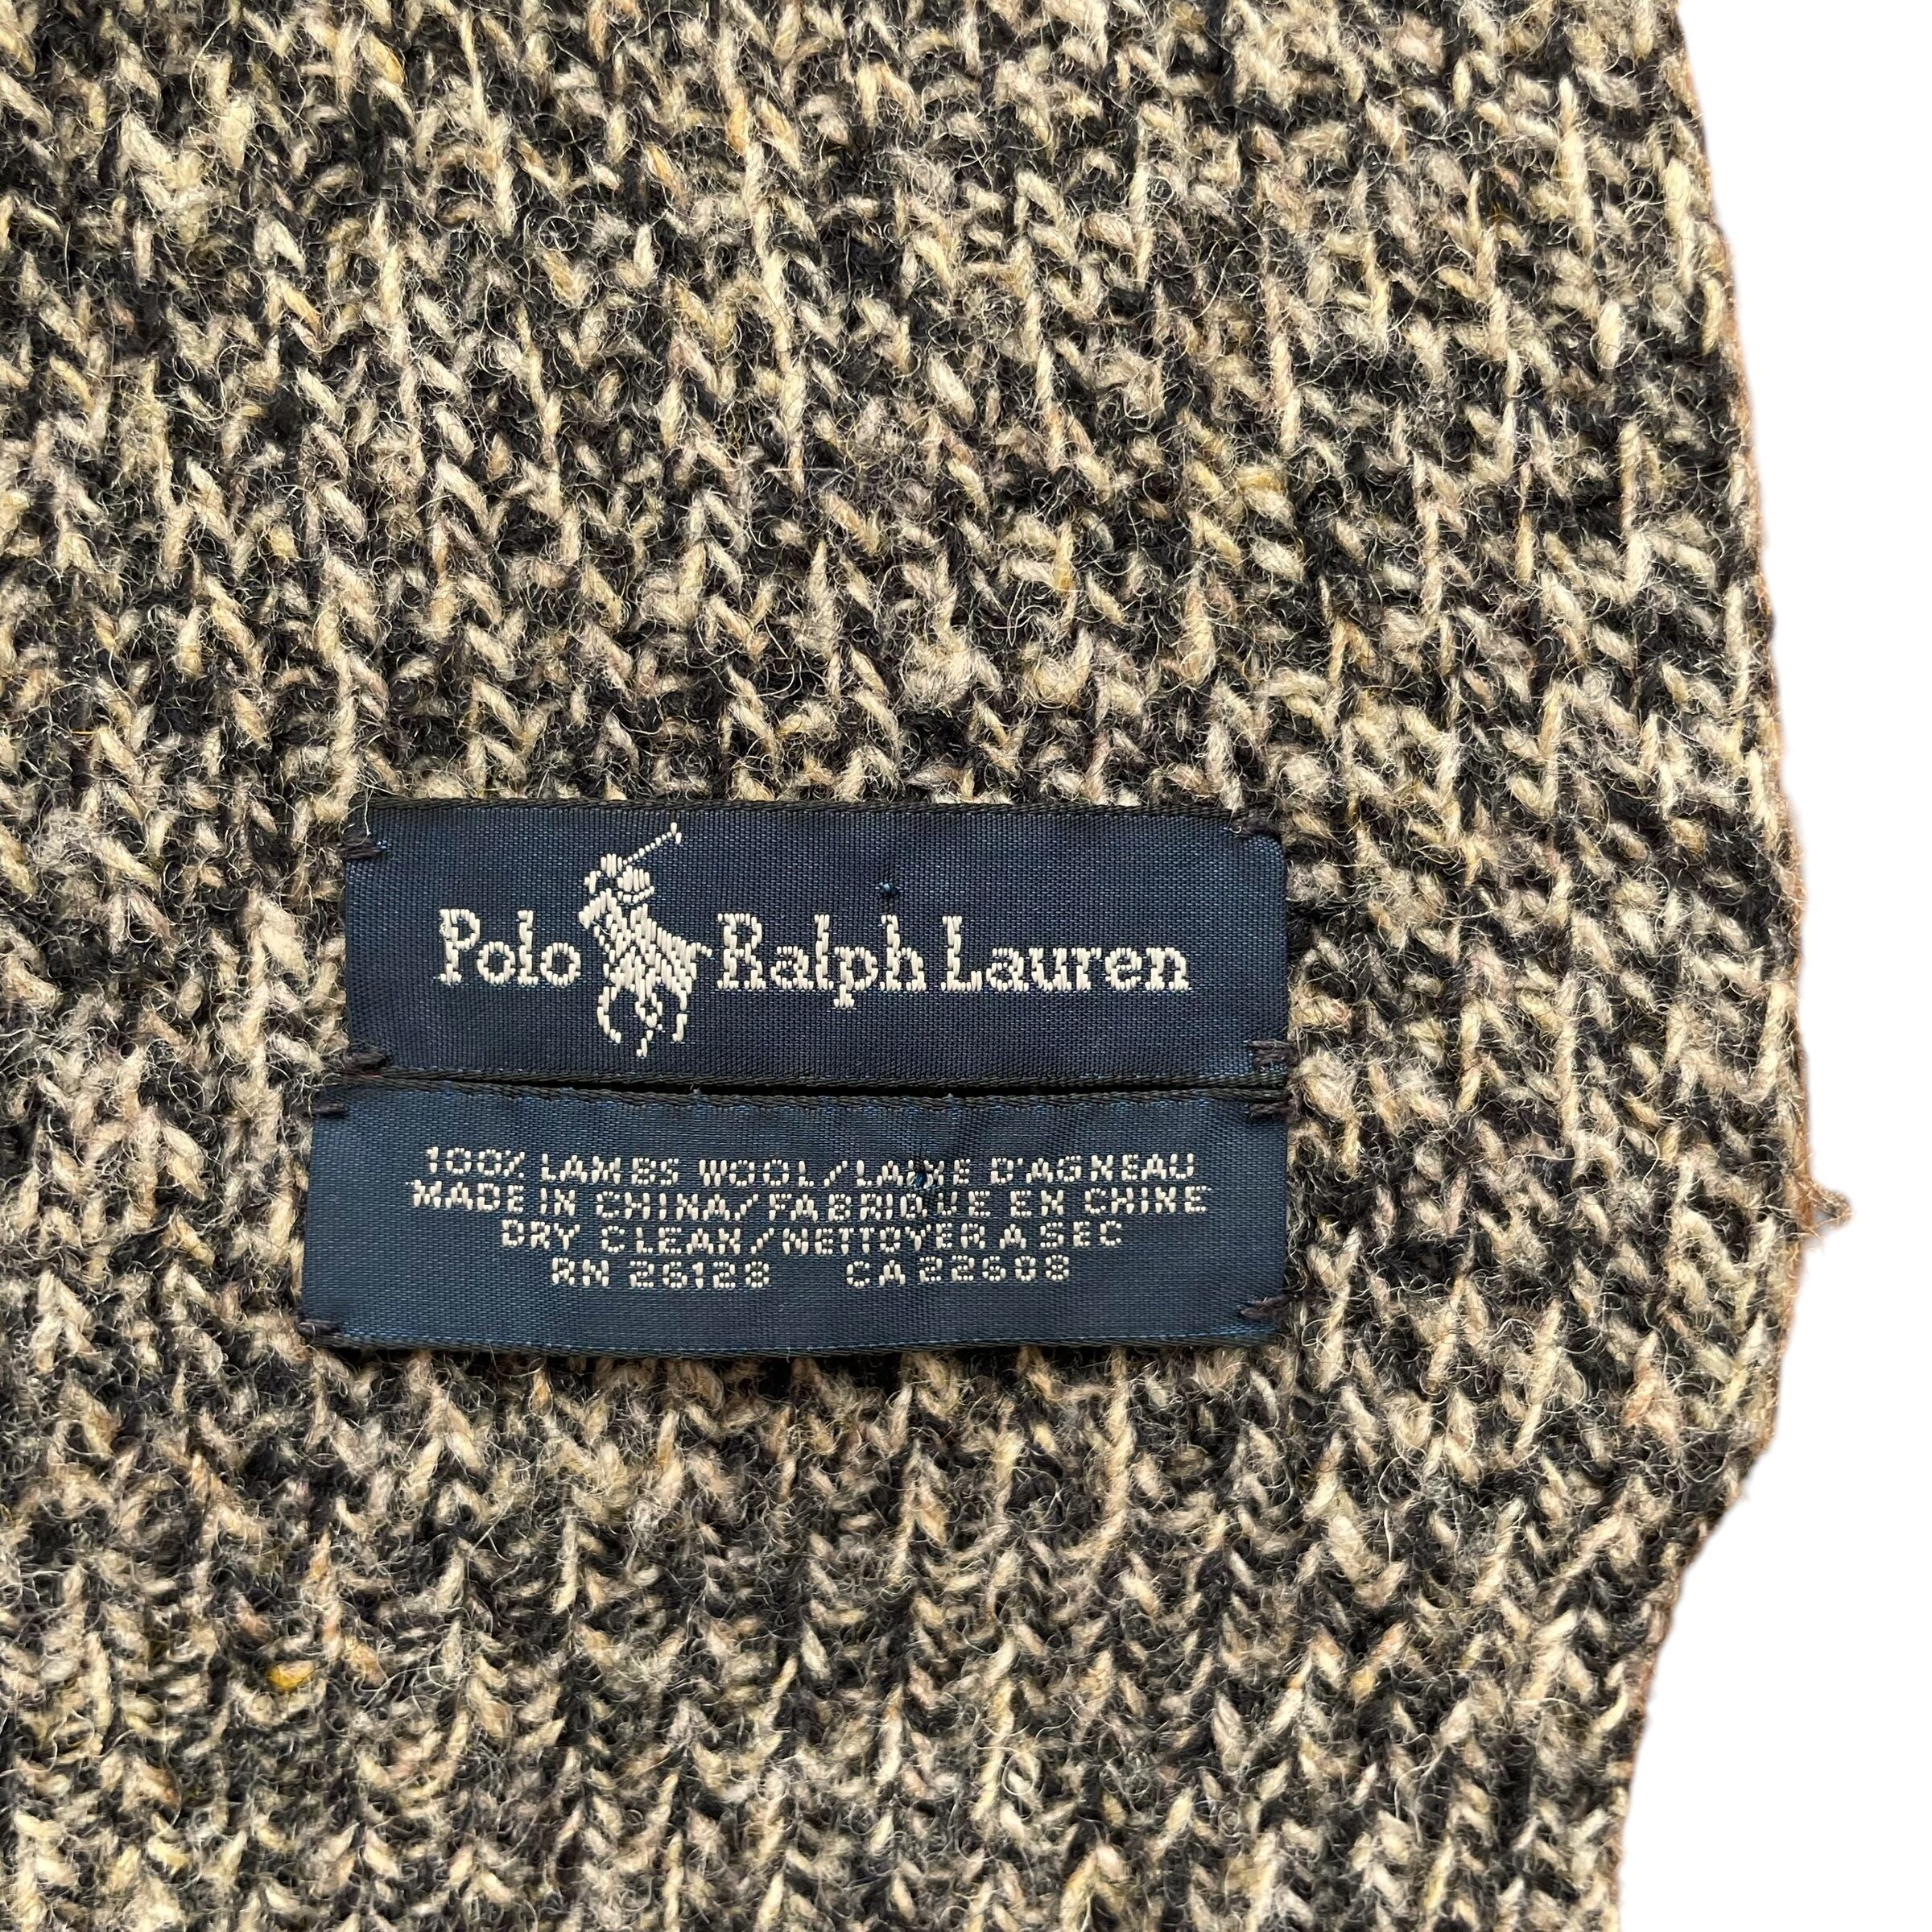 Polo Ralph Lauren
100% LAMBS WOOL/LAINE D'AGNEAU
MADE IN CHINA/FABRIQUE EN CHINE
DRY CLEAN/NETTOYER A SEC
RN 26128 CA 22608